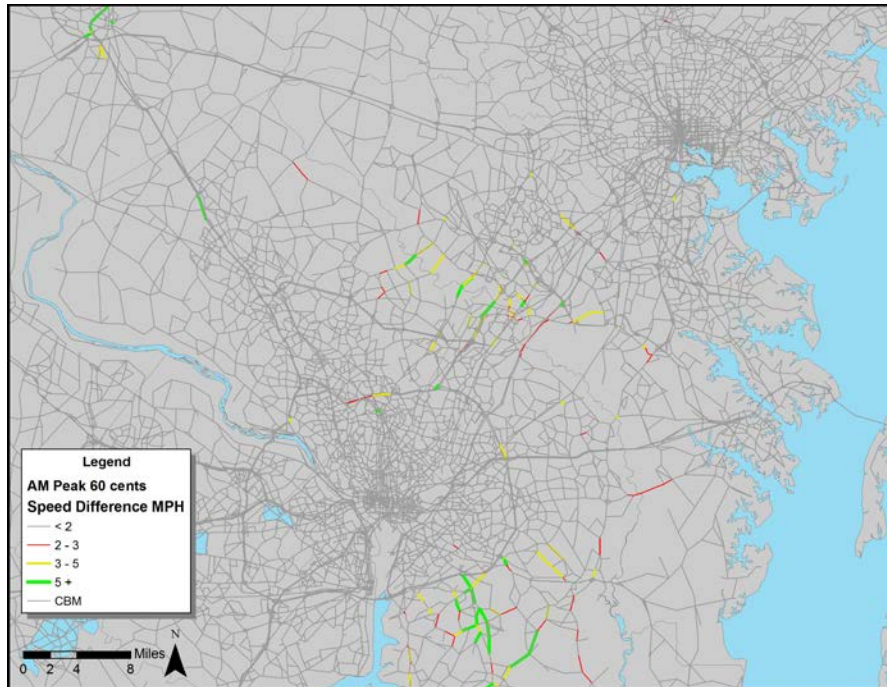 Legend
AM Peak 60 cents
Speed Difference MPH
< 2
2 - 3
3 - 5
5 +
CBM
N
Miles
0 2 4 8